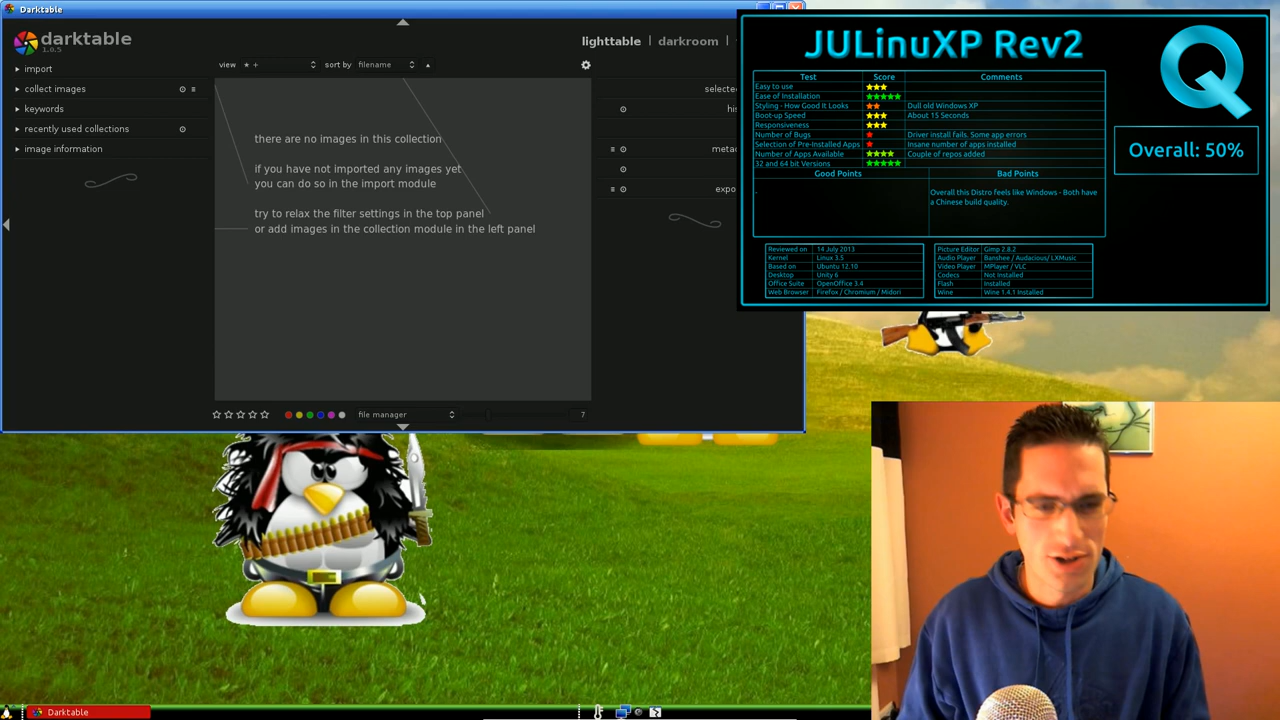 Darktable
darktable
1.0.5
lighttable | darkroom |
import
view ★ +
sort by filename
collect images
selecte
keywords
his
recently used collections
image information
metac
expo
there are no images in this collection
if you have not imported any images yet
you can do so in the import module
try to relax the filter settings in the top panel
or add images in the collection module in the left panel
file manager
7
Darktable
JULinuXP Rev2
Q
Test Score Comments
Easy to use ★★★
Ease of Installation ★★★★★
Styling - How Good It Looks ★★ Dull old Windows XP
Boot-up Speed ★★★ About 15 Seconds
Responsiveness ★★★
Number of Bugs ★ Driver install fails. Some app errors
Selection of Pre-Installed Apps ★ Insane number of apps installed
Number of Apps Available ★★★★ Couple of repos added
32 and 64 bit Versions ★★★★★
Good Points Bad Points
-
Overall this Distro feels like Windows - Both have
a Chinese build quality.
Overall: 50%
Reviewed on 14 July 2013
Kernel Linux 3.5
Based on Ubuntu 12.10
Desktop Unity 6
Office Suite OpenOffice 3.4
Web Browser Firefox / Chromium / Midori
Picture Editor Gimp 2.8.2
Audio Player Banshee / Audacious/ LXMusic
Video Player MPlayer / VLC
Codecs Not Installed
Flash Installed
Wine Wine 1.4.1 Installed